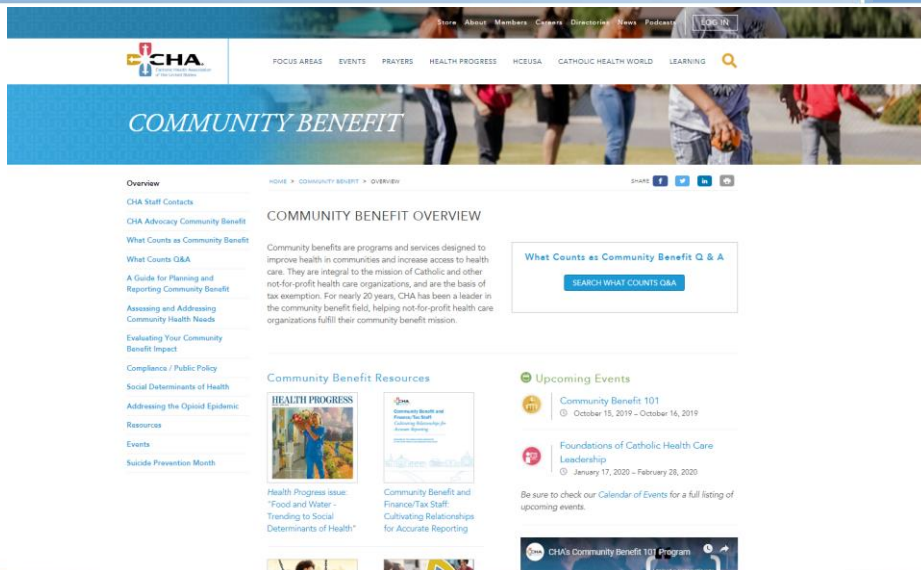 Store About Members Careers Directories News Podcasts LOG IN
CHA.
Catholic Health Association
of the United States
FOCUS AREAS EVENTS PRAYERS HEALTH PROGRESS HCEUSA CATHOLIC HEALTH WORLD LEARNING
COMMUNITY BENEFIT
Overview
CHA Staff Contacts
CHA Advocacy Community Benefit
What Counts as Community Benefit
What Counts Q&A
A Guide for Planning and
Reporting Community Benefit
Assessing and Addressing
Community Health Needs
Evaluating Your Community
Benefit Impact
Compliance / Public Policy
Social Determinants of Health
Addressing the Opioid Epidemic
Resources
Events
Suicide Prevention Month
HOME > COMMUNITY BENEFIT > OVERVIEW
SHARE
COMMUNITY BENEFIT OVERVIEW
Community benefits are programs and services designed to
improve health in communities and increase access to health
care. They are integral to the mission of Catholic and other
not-for-profit health care organizations, and are the basis of
tax exemption. For nearly 20 years, CHA has been a leader in
the community benefit field, helping not-for-profit health care
organizations fulfill their community benefit mission.
What Counts as Community Benefit Q & A
SEARCH WHAT COUNTS Q&A
Community Benefit Resources
HEALTH PROGRESS
Health Progress issue:
"Food and Water -
Trending to Social
Determinants of Health"
CHA
Community Benefit and
Finance/Tax Staff:
Cultivating Relationships for
Accurate Reporting
Community Benefit and
Finance/Tax Staff:
Cultivating Relationships
for Accurate Reporting
Upcoming Events
Community Benefit 101
October 15, 2019 – October 16, 2019
Foundations of Catholic Health Care
Leadership
January 17, 2020 – February 28, 2020
Be sure to check our Calendar of Events for a full listing of
upcoming events.
CHA's Community Benefit 101 Program